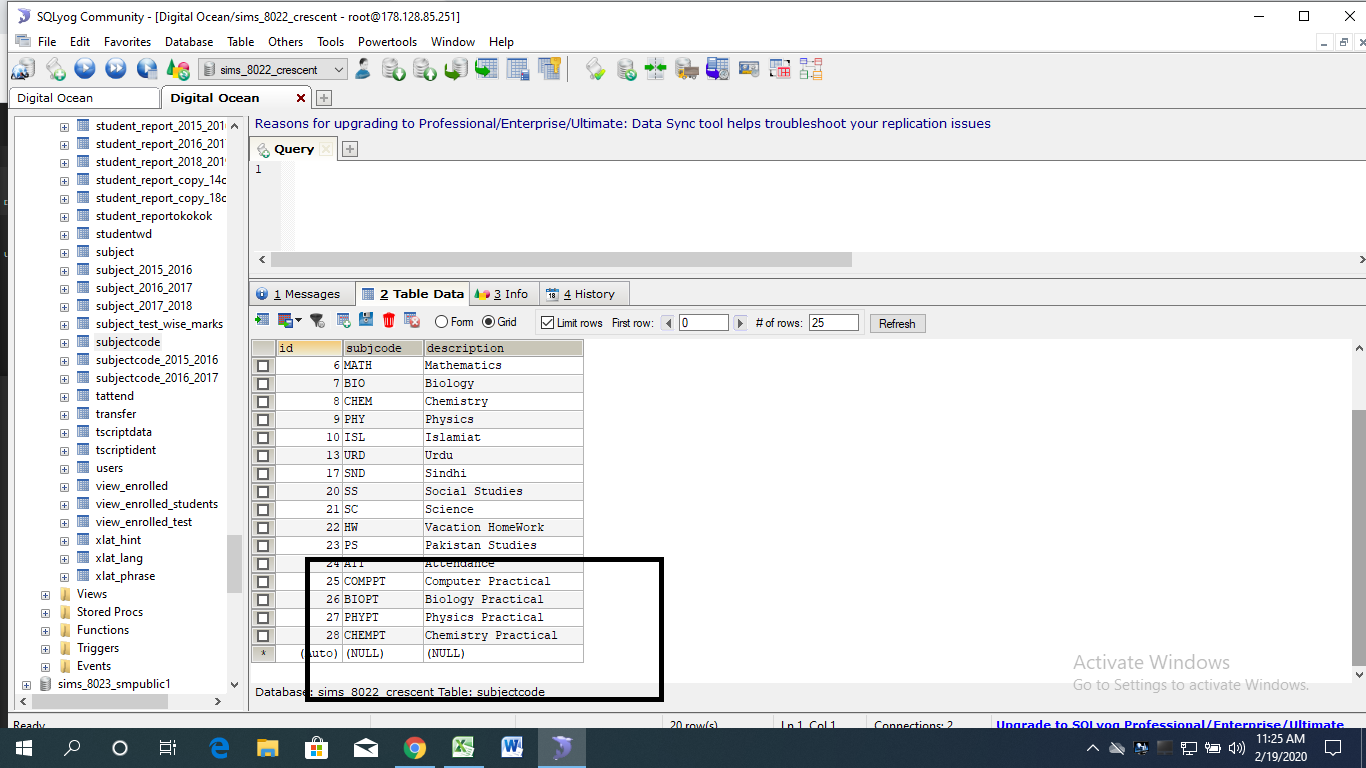 SQLyog Community - [Digital Ocean/sims_8022_crescent - root@178.128.85.251]
File Edit Favorites Database Table Others Tools Powertools Window Help
sims_8022_crescent
Digital Ocean
Digital Ocean
student_report_2015_201
student_report_2016_201
student_report_2018_201
student_report_copy_14
student_report_copy_18
student_reportokokok
studentwd
subject
subject_2015_2016
subject_2016_2017
subject_2017_2018
subject_test_wise_marks
subjectcode
subjectcode_2015_2016
subjectcode_2016_2017
tattend
transfer
tscriptdata
tscriptident
users
view_enrolled
view_enrolled_students
view_enrolled_test
xlat_hint
xlat_lang
xlat_phrase
Views
Stored Procs
Functions
Triggers
Events
sims_8023_smpublic1
Reasons for upgrading to Professional/Enterprise/Ultimate: Data Sync tool helps troubleshoot your replication issues
Query
1
1 Messages 2 Table Data 3 Info 4 History
Form Grid Limit rows First row: 0 # of rows: 25 Refresh
id subjcode description
6 MATH Mathematics
7 BIO Biology
8 CHEM Chemistry
9 PHY Physics
10 ISL Islamiat
13 URD Urdu
17 SND Sindhi
20 SS Social Studies
21 SC Science
22 HW Vacation HomeWork
23 PS Pakistan Studies
24 ATT Attendance
25 COMPPT Computer Practical
26 BIOPT Biology Practical
27 PHYPT Physics Practical
28 CHEMPT Chemistry Practical
* (Auto) (NULL) (NULL)
Database: sims_8022_crescent Table: subjectcode
Activate Windows
Go to Settings to activate Windows.
Ready 20 row(s) Ln 1, Col 1 Connections: 2 Upgrade to SQLyog Professional/Enterprise/Ultimate
11:25 AM
2/19/2020